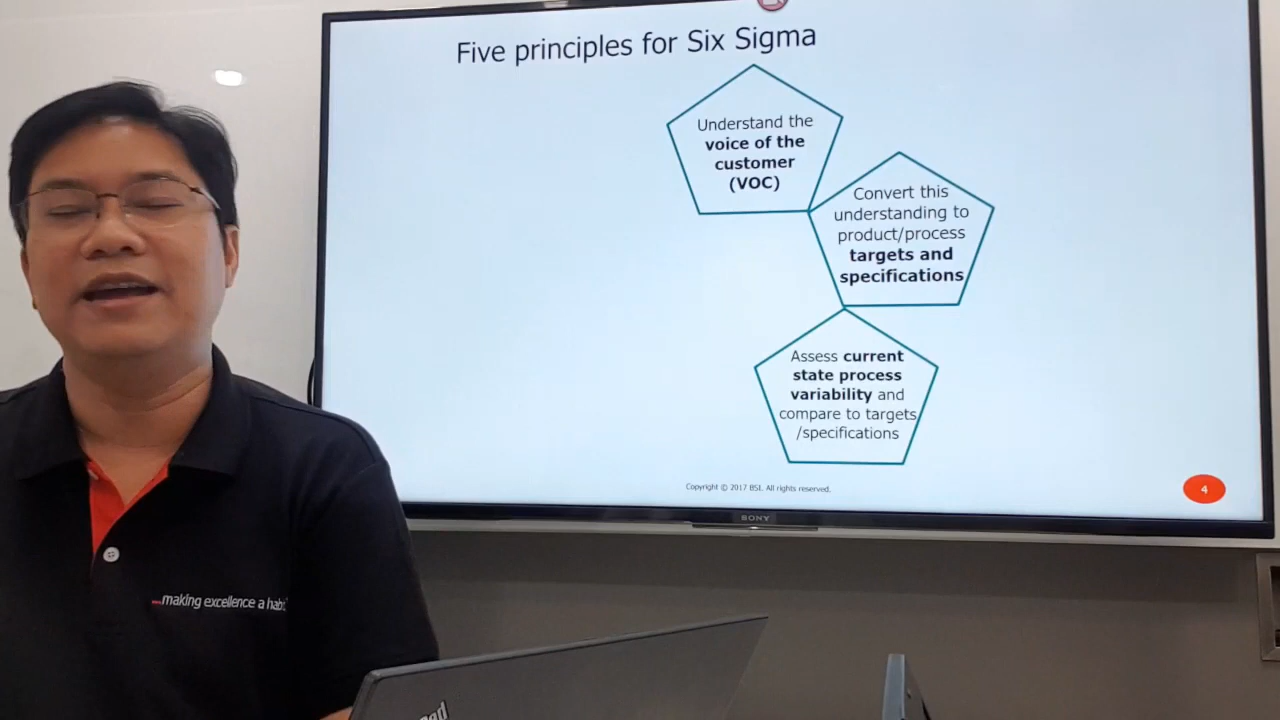 Five principles for Six Sigma
Understand the
voice of the
customer
(VOC)
Convert this
understanding to
product/process
targets and
specifications
Assess current
state process
variability and
compare to targets
/specifications
Copyright © 2017 BSI. All rights reserved.
4
SONY
...making excellence a habi